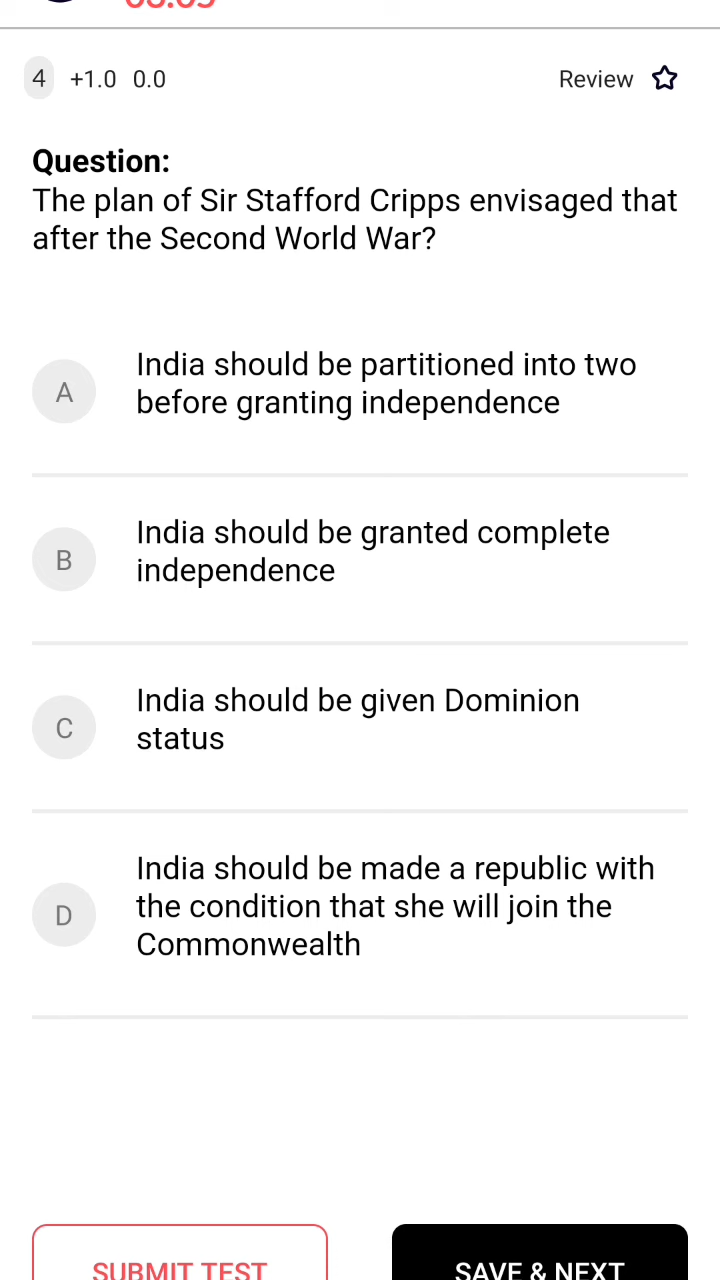 4 +1.0 0.0 Review
Question:
The plan of Sir Stafford Cripps envisaged that
after the Second World War?
A India should be partitioned into two
before granting independence
B India should be granted complete
independence
C India should be given Dominion
status
D India should be made a republic with
the condition that she will join the
Commonwealth
SUBMIT TEST SAVE & NEXT